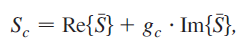 S_c = Re{S̄} + g_c · Im{S̄},